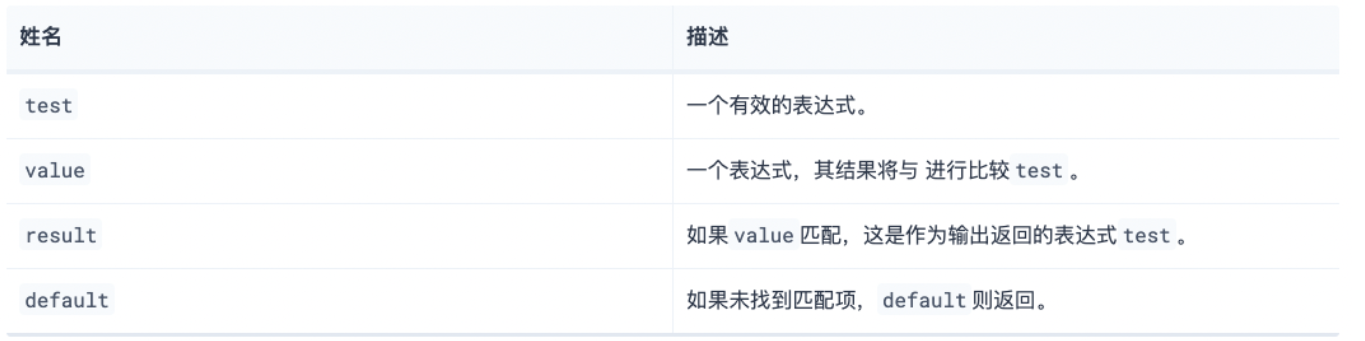 姓名 描述
test 一个有效的表达式。
value 一个表达式，其结果将与 进行比较 test 。
result 如果 value 匹配，这是作为输出返回的表达式 test 。
default 如果未找到匹配项， default 则返回。